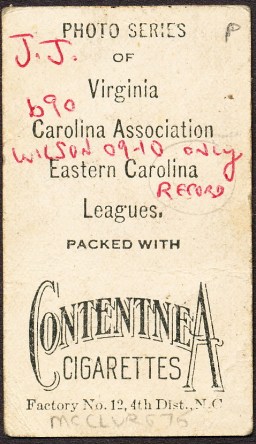 PHOTO SERIES
P
J.J.
OF
Virginia
b90
Carolina Association
WILSON 09-10 ONLY
Eastern Carolina
RECORD
Leagues.
PACKED WITH
CONTENTNEA
CIGARETTES
Factory No. 12, 4th Dist., N.C
MCCLURE 75